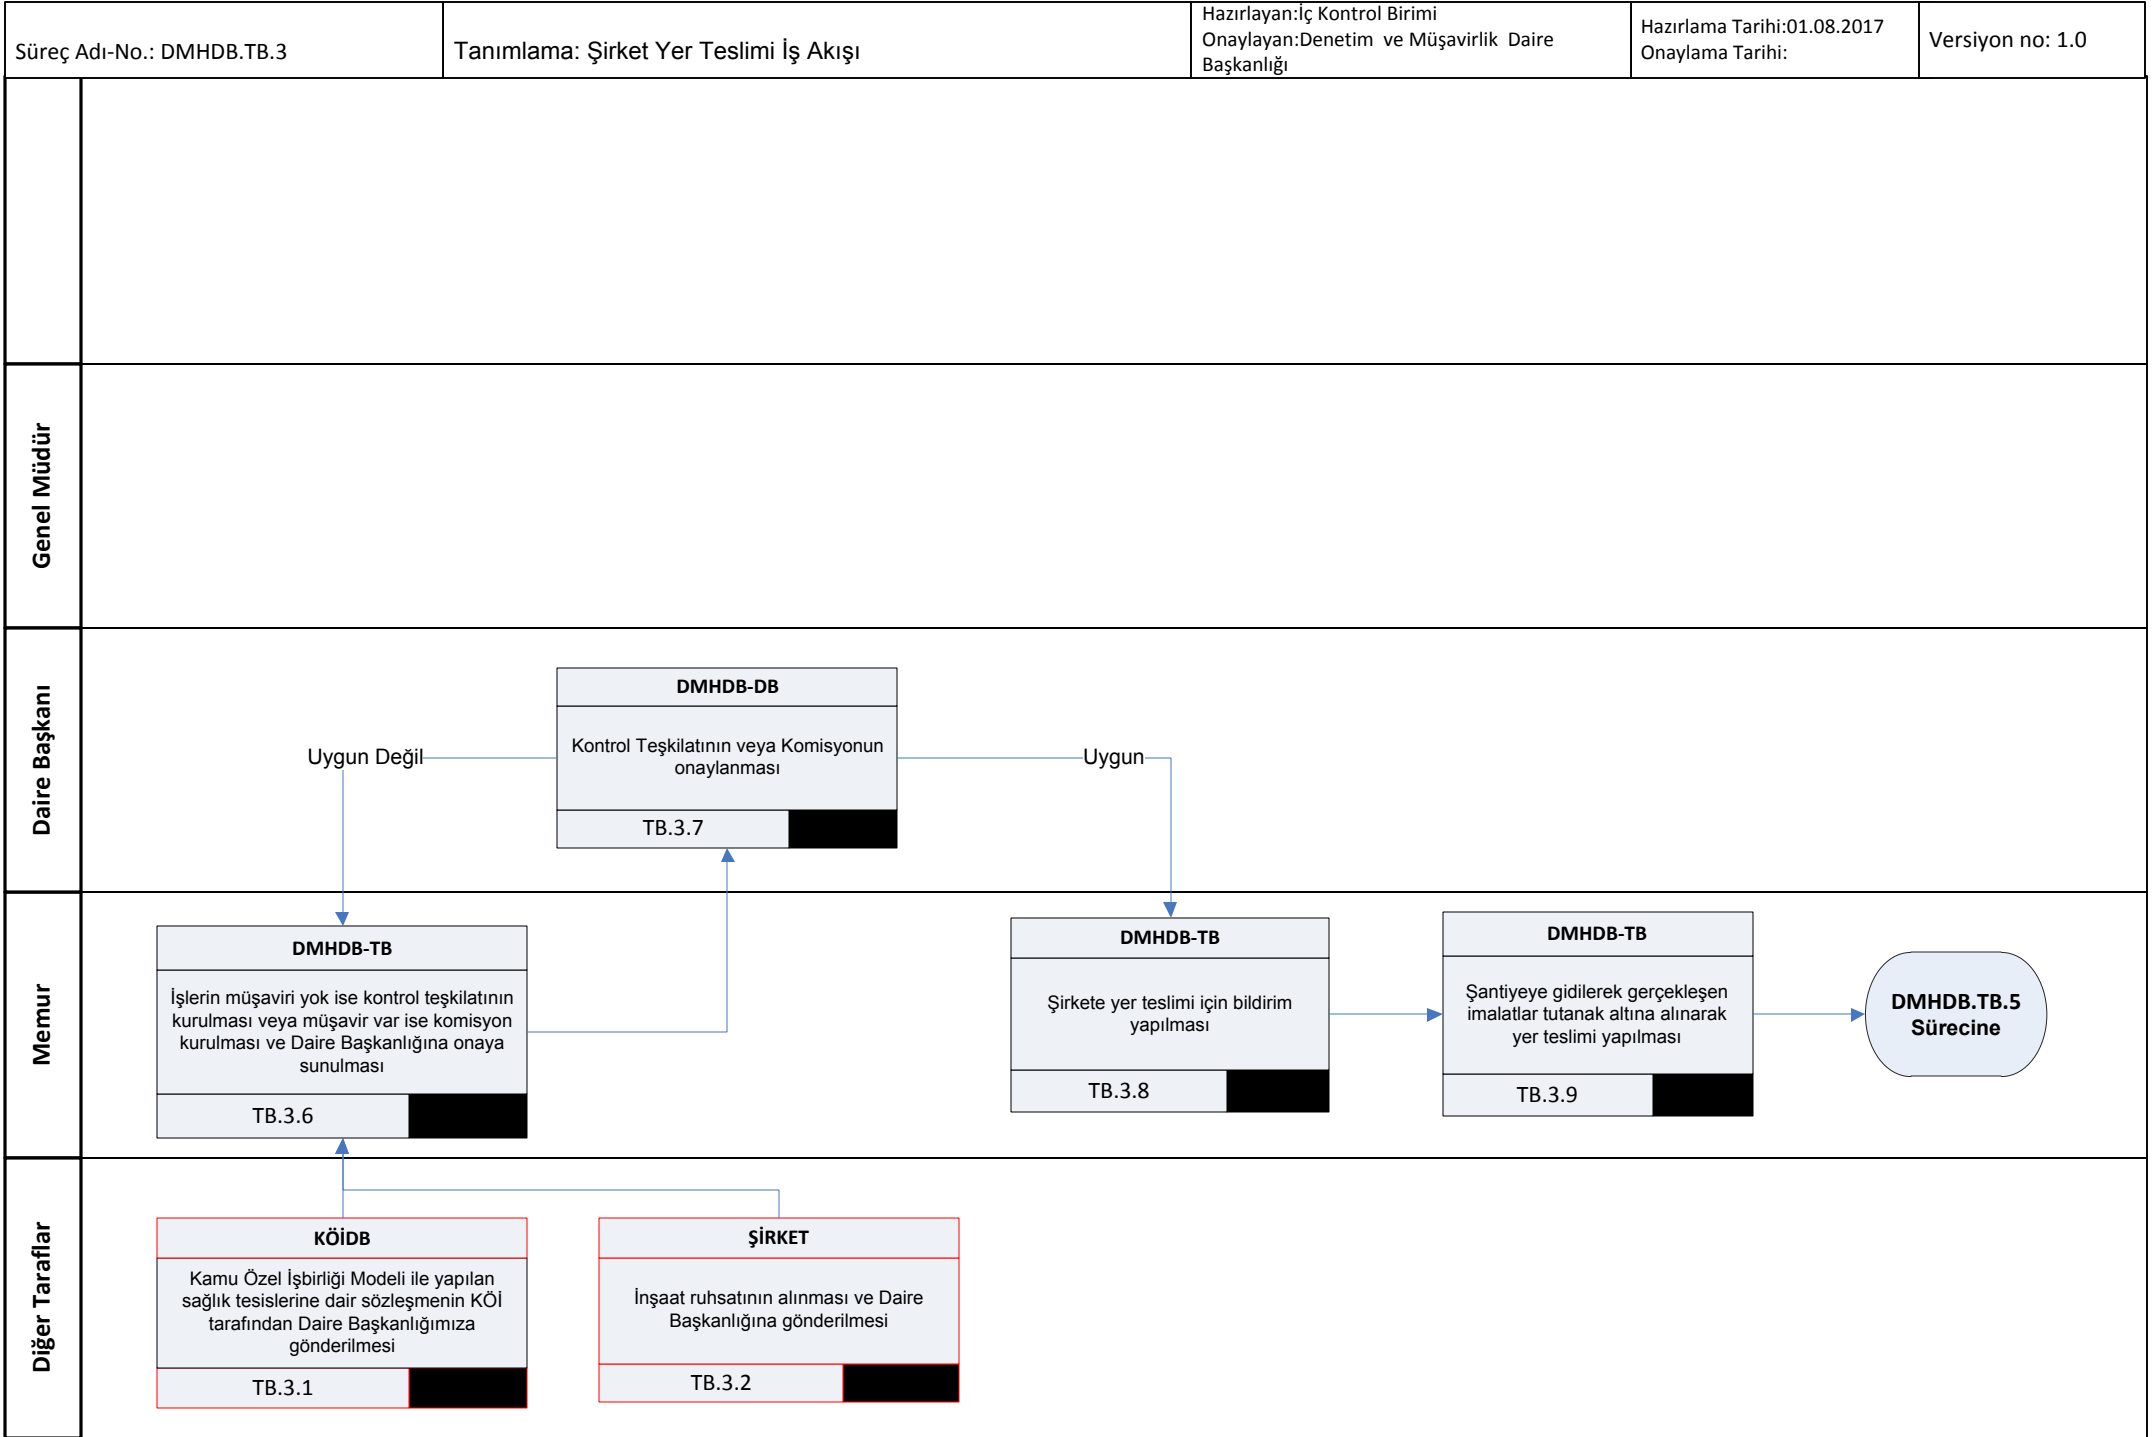 Süreç Adı-No.: DMHDB.TB.3
Tanımlama: Şirket Yer Teslimi İş Akışı
Hazırlayan:İç Kontrol Birimi
Onaylayan:Denetim ve Müşavirlik Daire
Başkanlığı
Hazırlama Tarihi:01.08.2017
Onaylama Tarihi:
Versiyon no: 1.0
Genel Müdür
Daire Başkanı
DMHDB-DB
Kontrol Teşkilatının veya Komisyonun
onaylanması
TB.3.7
Uygun Değil
Uygun
Memur
DMHDB-TB
İşlerin müşaviri yok ise kontrol teşkilatının
kurulması veya müşavir var ise komisyon
kurulması ve Daire Başkanlığına onaya
sunulması
TB.3.6
DMHDB-TB
Şirkete yer teslimi için bildirim
yapılması
TB.3.8
DMHDB-TB
Şantiyeye gidilerek gerçekleşen
imalatlar tutanak altına alınarak
yer teslimi yapılması
TB.3.9
DMHDB.TB.5
Sürecine
Diğer Taraflar
KÖİDB
Kamu Özel İşbirliği Modeli ile yapılan
sağlık tesislerine dair sözleşmenin KÖİ
tarafından Daire Başkanlığımıza
gönderilmesi
TB.3.1
ŞİRKET
İnşaat ruhsatının alınması ve Daire
Başkanlığına gönderilmesi
TB.3.2